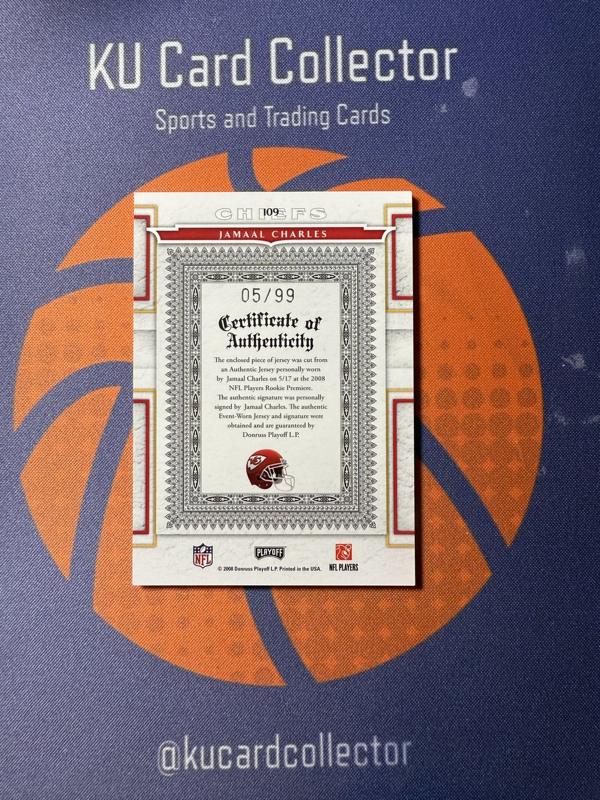 KU Card Collector
Sports and Trading Cards
CHIEFS
109
JAMAAL CHARLES
05/99
Certificate of
Authenticity
The enclosed piece of jersey was cut from
an Authentic Jersey personally worn
by Jamaal Charles on 5/17 at the 2008
NFL Players Rookie Premiere.
The authentic signature was personally
signed by Jamaal Charles. The authentic
Event-Worn Jersey and signature were
obtained and are guaranteed by
Donruss Playoff L.P.
KC
NFL
PLAYOFF
NFL PLAYERS
© 2008 Donruss Playoff L.P. Printed in the USA.
@kucardcollector